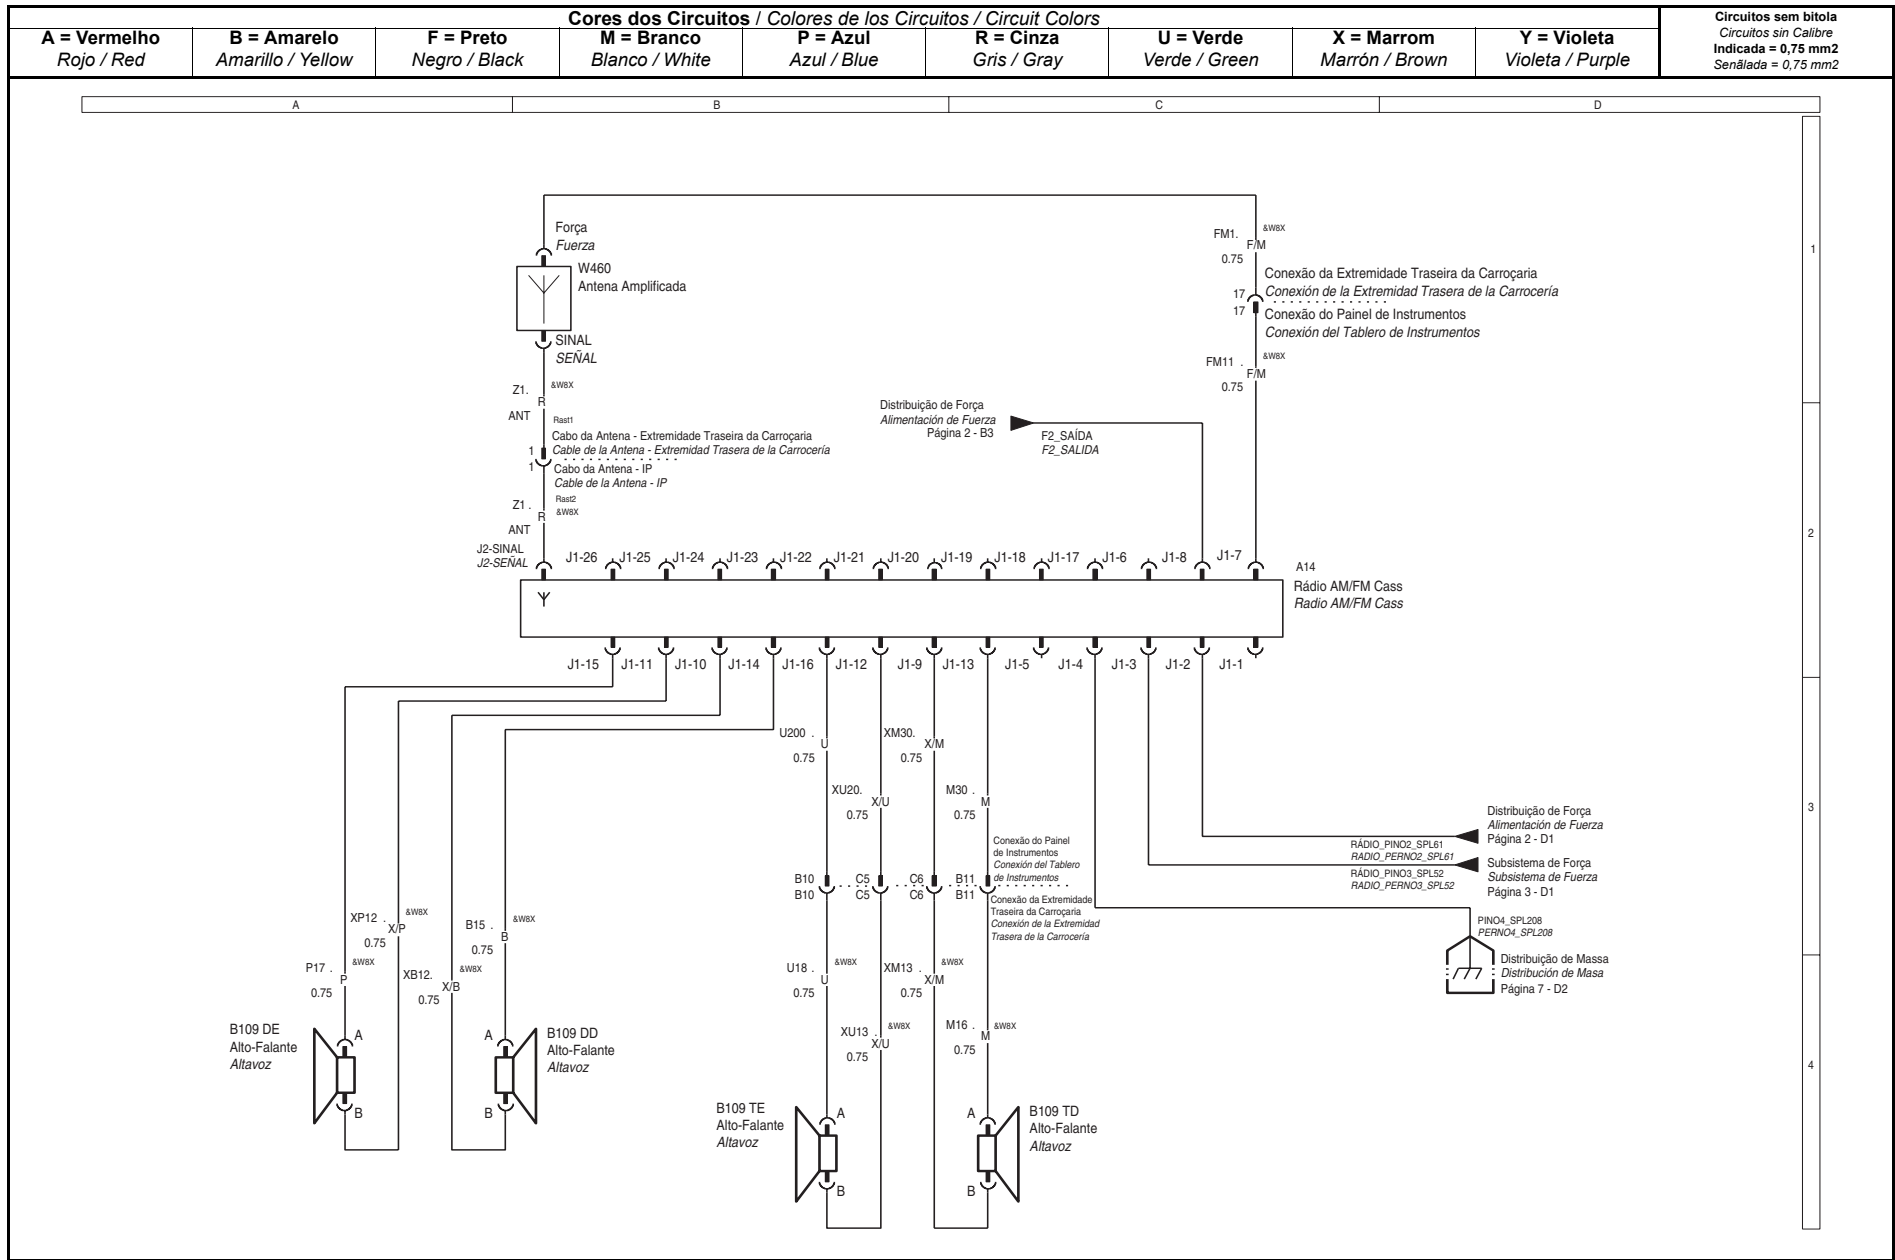 Cores dos Circuitos / Colores de los Circuitos / Circuit Colors
A = Vermelho
Rojo / Red
B = Amarelo
Amarillo / Yellow
F = Preto
Negro / Black
M = Branco
Blanco / White
P = Azul
Azul / Blue
R = Cinza
Gris / Gray
U = Verde
Verde / Green
X = Marrom
Marrón / Brown
Y = Violeta
Violeta / Purple
Circuitos sem bitola
Circuitos sin Calibre
Indicada = 0,75 mm2
Senãlada = 0,75 mm2
A
B
C
D
1
2
3
4
Força
Fuerza
W460
Antena Amplificada
SINAL
SEÑAL
Z1.
&W8X
R
ANT
Rast1
Cabo da Antena - Extremidade Traseira da Carroçaria
1
Cable de la Antena - Extremidad Trasera de la Carrocería
1
Cabo da Antena - IP
Cable de la Antena - IP
Rast2
Z1 .
&W8X
R
ANT
J2-SINAL
J2-SEÑAL
FM1.
&W8X
F/M
0.75
Conexão da Extremidade Traseira da Carroçaria
17
Conexión de la Extremidad Trasera de la Carrocería
17
Conexão do Painel de Instrumentos
Conexión del Tablero de Instrumentos
FM11 .
&W8X
F/M
0.75
Distribuição de Força
Alimentación de Fuerza
Página 2 - B3
F2_SAÍDA
F2_SALIDA
J1-26
J1-25
J1-24
J1-23
J1-22
J1-21
J1-20
J1-19
J1-18
J1-17
J1-6
J1-8
J1-7
A14
Rádio AM/FM Cass
Radio AM/FM Cass
J1-15
J1-11
J1-10
J1-14
J1-16
J1-12
J1-9
J1-13
J1-5
J1-4
J1-3
J1-2
J1-1
U200 .
U
0.75
XM30.
X/M
0.75
XU20.
X/U
0.75
M30 .
M
0.75
Conexão do Painel
de Instrumentos
Conexión del Tablero
de Instrumentos
B10
C5
C6
B11
B10
C5
C6
B11
Conexão da Extremidade
Traseira da Carroçaria
Conexión de la Extremidad
Trasera de la Carrocería
Distribuição de Força
Alimentación de Fuerza
Página 2 - D1
RÁDIO_PINO2_SPL61
RADIO_PERNO2_SPL61
Subsistema de Força
Subsistema de Fuerza
Página 3 - D1
RÁDIO_PINO3_SPL52
RADIO_PERNO3_SPL52
PINO4_SPL208
PERNO4_SPL208
Distribuição de Massa
Distribución de Masa
Página 7 - D2
XP12 .
&W8X
X/P
0.75
B15 .
&W8X
B
0.75
P17 .
&W8X
P
0.75
XB12.
&W8X
X/B
0.75
U18 .
&W8X
U
0.75
XM13 .
&W8X
X/M
0.75
XU13 .
&W8X
X/U
0.75
M16 .
&W8X
M
0.75
B109 DE
Alto-Falante
Altavoz
A
B
A
B
B109 DD
Alto-Falante
Altavoz
B109 TE
Alto-Falante
Altavoz
A
B
A
B
B109 TD
Alto-Falante
Altavoz